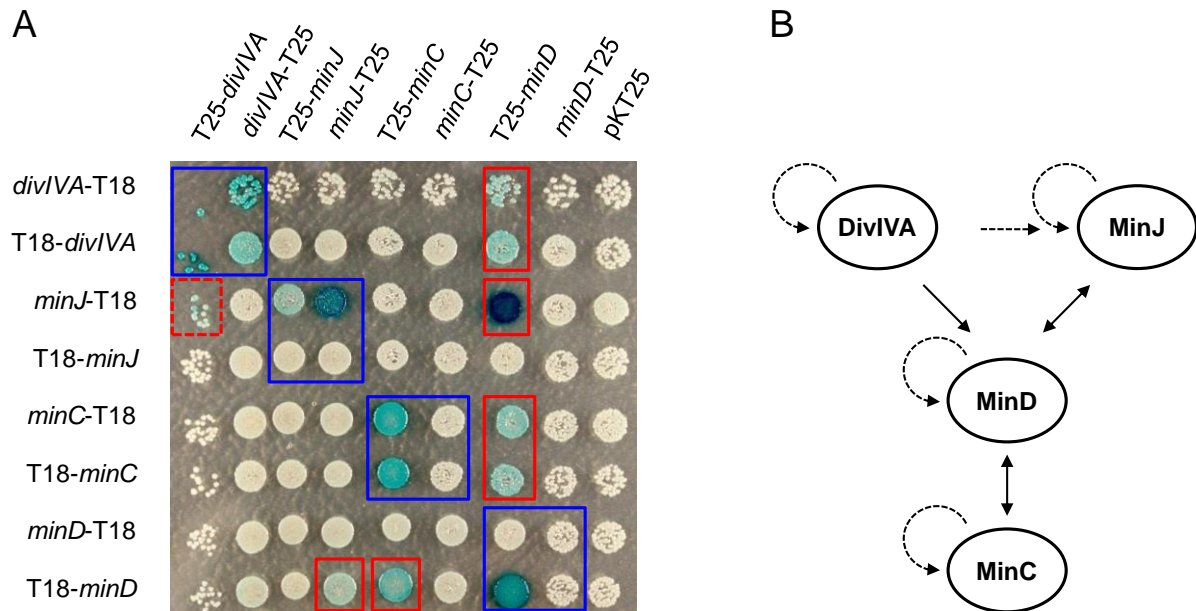 A
B
T25-divIVA
divIVA-T25
T25-minJ
minJ-T25
T25-minC
minC-T25
T25-minD
minD-T25
pKT25
divIVA-T18
T18-divIVA
minJ-T18
T18-minJ
minC-T18
T18-minC
minD-T18
T18-minD
DivIVA
MinJ
MinD
MinC